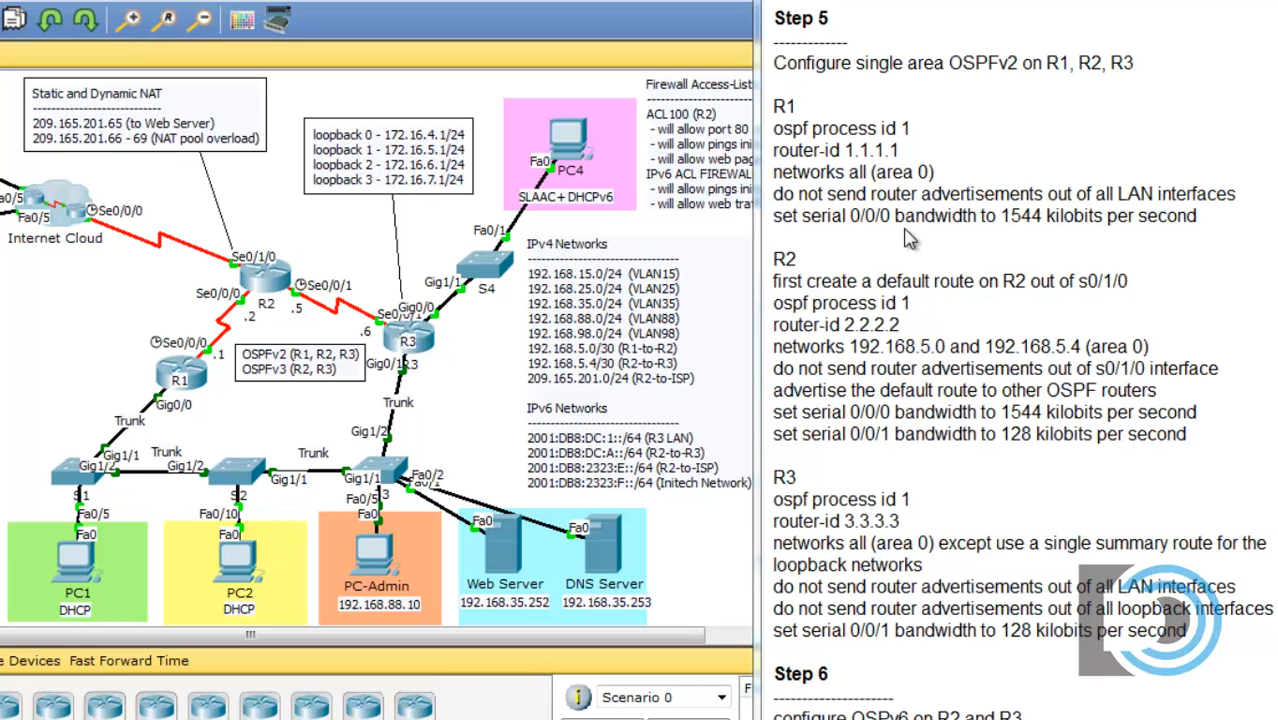 Static and Dynamic NAT
209.165.201.65 (to Web Server)
209.165.201.66 - 69 (NAT pool overload)
loopback 0 - 172.16.4.1/24
loopback 1 - 172.16.5.1/24
loopback 2 - 172.16.6.1/24
loopback 3 - 172.16.7.1/24
Firewall Access-List
ACL100 (R2)
- will allow port 80
- will allow pings ini
- will allow web pag
IPv6 ACL FIREWAL
- will allow pings ini
- will allow web traf
Fa0
PC4
SLAAC+ DHCPv6
Fa0/1
Gig1/1
S4
Fa0/5
Se0/0/0
Internet Cloud
Se0/1/0
R2
Se0/0/0
.2
Se0/0/1
.5
.6
Gig0/0
R3
Gig0/1
Se0/0/0
.1
R1
Gig0/0
OSPFv2 (R1, R2, R3)
OSPFv3 (R2, R3)
IPv4 Networks
192.168.15.0/24 (VLAN15)
192.168.25.0/24 (VLAN25)
192.168.35.0/24 (VLAN35)
192.168.88.0/24 (VLAN88)
192.168.98.0/24 (VLAN98)
192.168.5.0/30 (R1-to-R2)
192.168.5.4/30 (R2-to-R3)
209.165.201.0/24 (R2-to-ISP)
IPv6 Networks
2001:DB8:DC:1::/64 (R3 LAN)
2001:DB8:DC:A::/64 (R2-to-R3)
2001:DB8:2323:E::/64 (R2-to-ISP)
2001:DB8:2323:F::/64 (Initech Network)
Trunk
Trunk
Trunk
Trunk
Gig1/1
Gig1/2
Gig1/1
Gig1/2
Gig1/1
Fa0/2
S2
Fa0/5
Fa0
PC1
DHCP
Fa0/10
Fa0
PC2
DHCP
Fa0/5
Fa0
PC-Admin
192.168.88.10
Fa0
Web Server
192.168.35.252
Fa0
DNS Server
192.168.35.253
e Devices Fast Forward Time
Scenario 0
F
Step 5
Configure single area OSPFv2 on R1, R2, R3
R1
ospf process id 1
router-id 1.1.1.1
networks all (area 0)
do not send router advertisements out of all LAN interfaces
set serial 0/0/0 bandwidth to 1544 kilobits per second
R2
first create a default route on R2 out of s0/1/0
ospf process id 1
router-id 2.2.2.2
networks 192.168.5.0 and 192.168.5.4 (area 0)
do not send router advertisements out of s0/1/0 interface
advertise the default route to other OSPF routers
set serial 0/0/0 bandwidth to 1544 kilobits per second
set serial 0/0/1 bandwidth to 128 kilobits per second
R3
ospf process id 1
router-id 3.3.3.3
networks all (area 0) except use a single summary route for the
loopback networks
do not send router advertisements out of all LAN interfaces
do not send router advertisements out of all loopback interfaces
set serial 0/0/1 bandwidth to 128 kilobits per second
Step 6
configure OSPv6 on R2 and R3